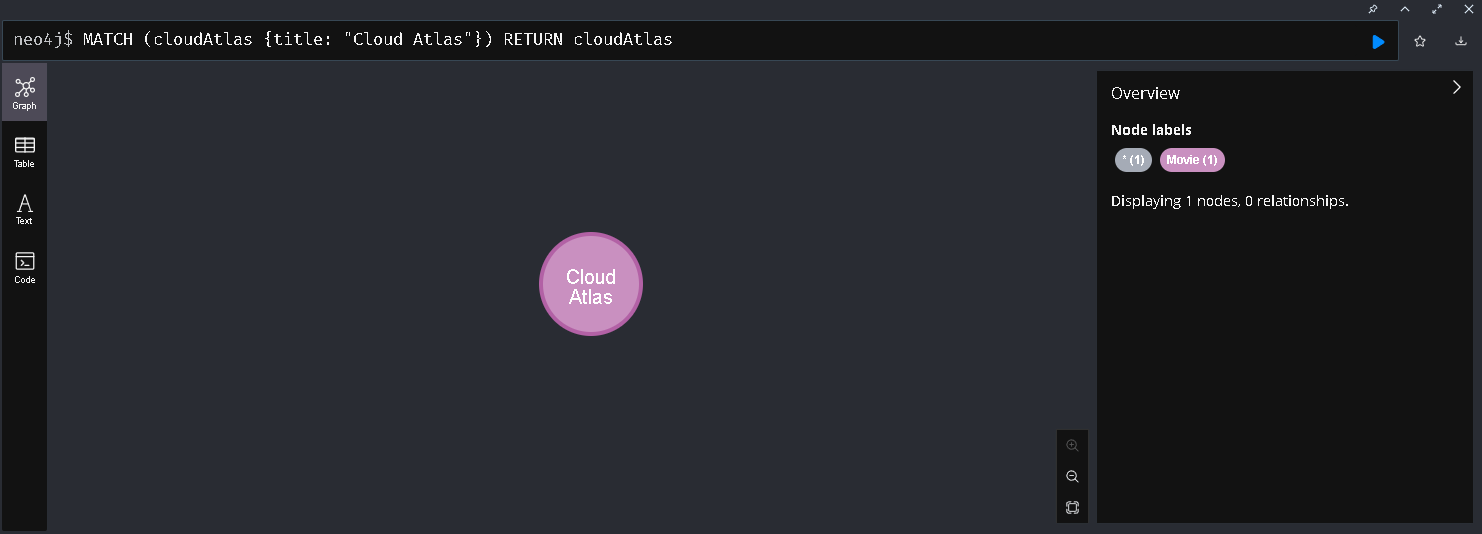 neo4j$ MATCH (cloudAtlas {title: "Cloud Atlas"}) RETURN cloudAtlas
Graph
Table
Text
Code
Cloud
Atlas
Overview
Node labels
* (1) Movie (1)
Displaying 1 nodes, 0 relationships.